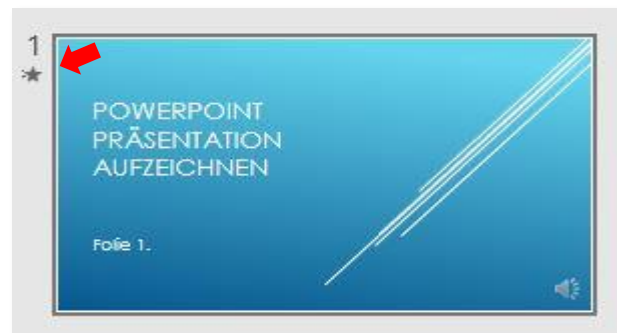 1
POWERPOINT
PRÄSENTATION
AUFZEICHNEN
Folie 1.